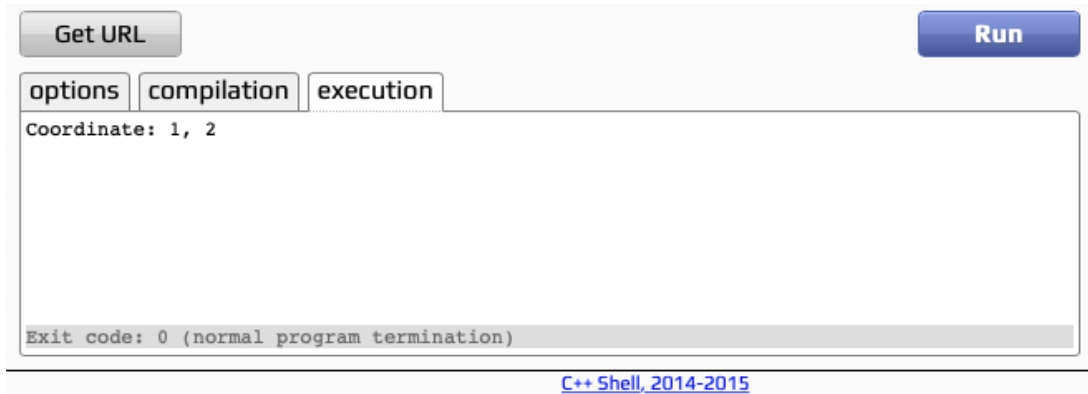 Get URL Run
options compilation execution
Coordinate: 1, 2
Exit code: 0 (normal program termination)
C++ Shell, 2014-2015